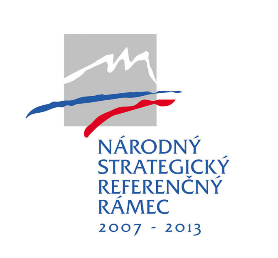 NÁRODNÝ
STRATEGICKÝ
REFERENČNÝ
RÁMEC
2007 - 2013